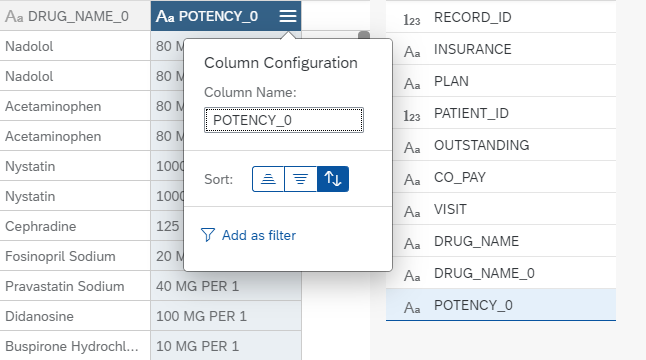 Aa DRUG_NAME_0
Aa POTENCY_0
Nadolol 80 M
Nadolol 80 M
Acetaminophen 80 M
Acetaminophen 80 M
Nystatin 1000
Nystatin 1000
Cephradine 125
Fosinopril Sodium 20 M
Pravastatin Sodium 40 MG PER 1
Didanosine 100 MG PER 1
Buspirone Hydrochl... 10 MG PER 1
Column Configuration
Column Name:
POTENCY_0
Sort:
Add as filter
123 RECORD_ID
Aa INSURANCE
Aa PLAN
123 PATIENT_ID
Aa OUTSTANDING
Aa CO_PAY
Aa VISIT
Aa DRUG_NAME
Aa DRUG_NAME_0
Aa POTENCY_0